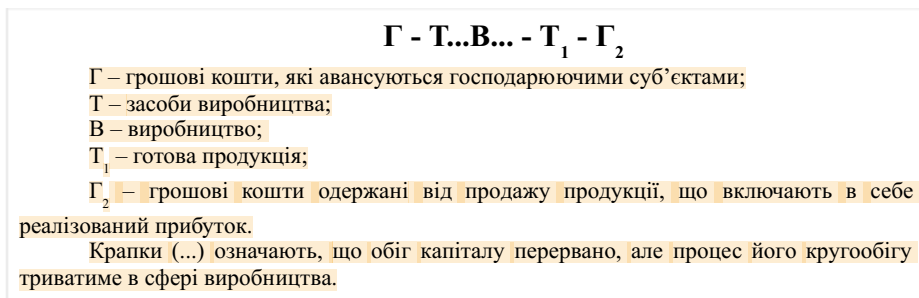 Г - Т...В... - Т₁ - Г₂
Г – грошові кошти, які авансуються господарюючими суб’єктами;
Т – засоби виробництва;
В – виробництво;
Т₁ – готова продукція;
Г₂ – грошові кошти одержані від продажу продукції, що включають в себе
реалізований прибуток.
Крапки (...) означають, що обіг капіталу перервано, але процес його кругообігу
триватиме в сфері виробництва.